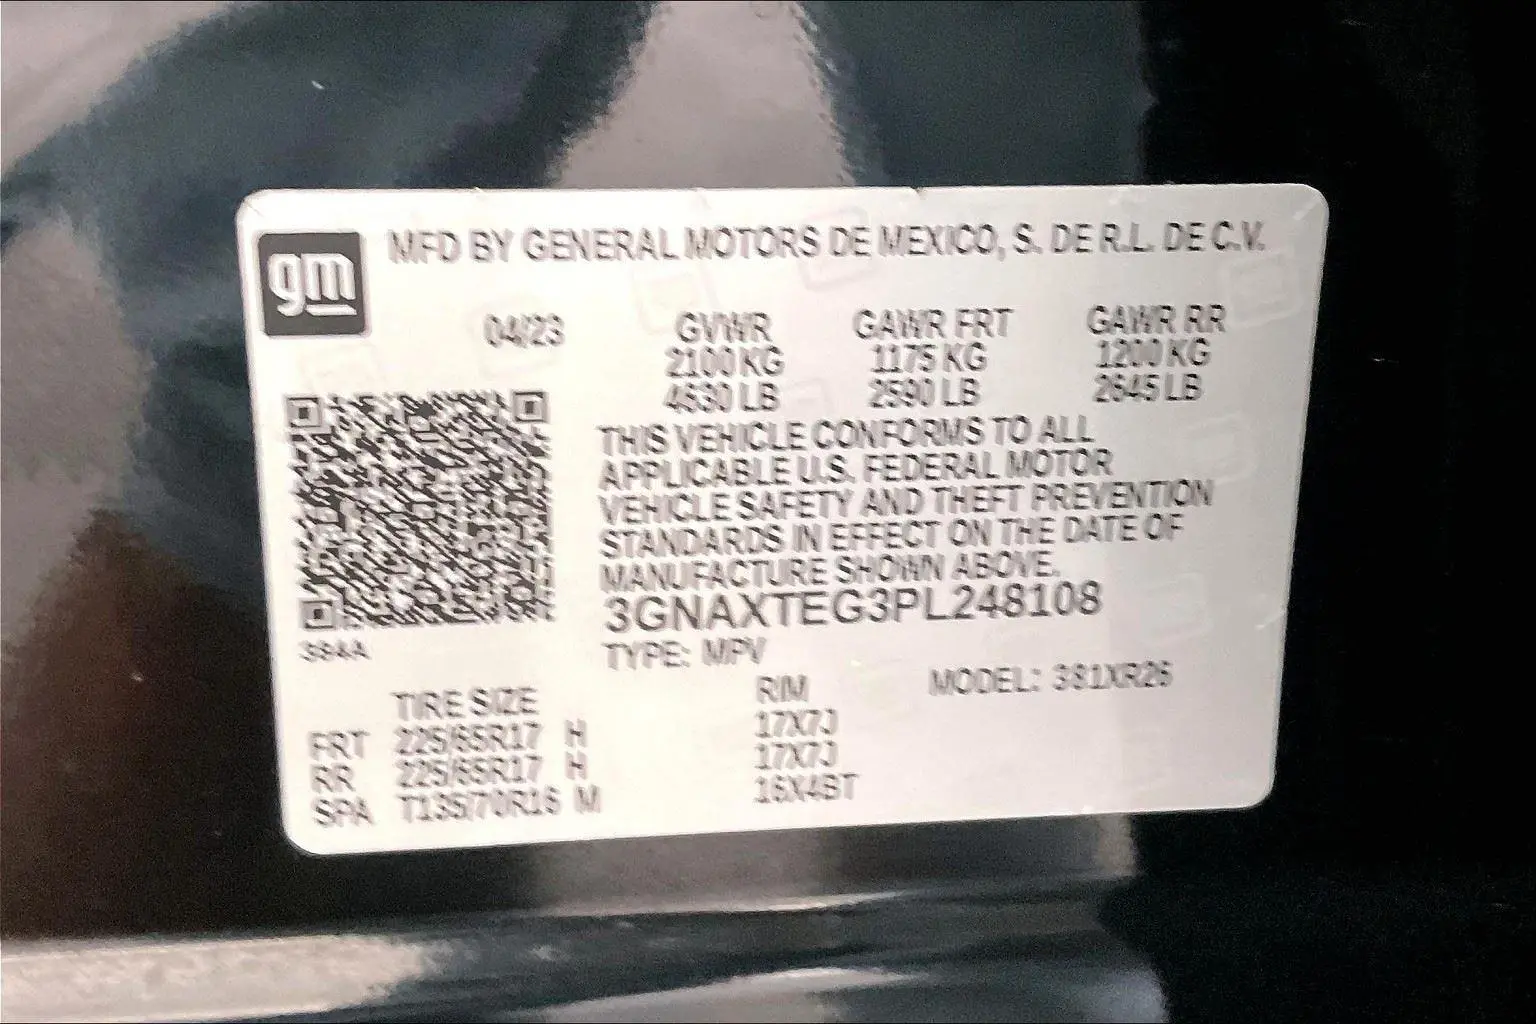 gm
MFD BY GENERAL MOTORS DE MEXICO, S. DE R.L. DE C.V.
04/23 GVWR GAWR FRT GAWR RR
2100 KG 1175 KG 1200 KG
4630 LB 2590 LB 2645 LB
THIS VEHICLE CONFORMS TO ALL
APPLICABLE U.S. FEDERAL MOTOR
VEHICLE SAFETY AND THEFT PREVENTION
STANDARDS IN EFFECT ON THE DATE OF
MANUFACTURE SHOWN ABOVE.
3GNAXTEG3PL248108
384A
TYPE: MPV
MODEL: 381XR26
TIRE SIZE RIM
FRT 225/65R17 H 17X7J
RR 225/65R17 H 17X7J
SPA T135/70R16 M 16X4BT